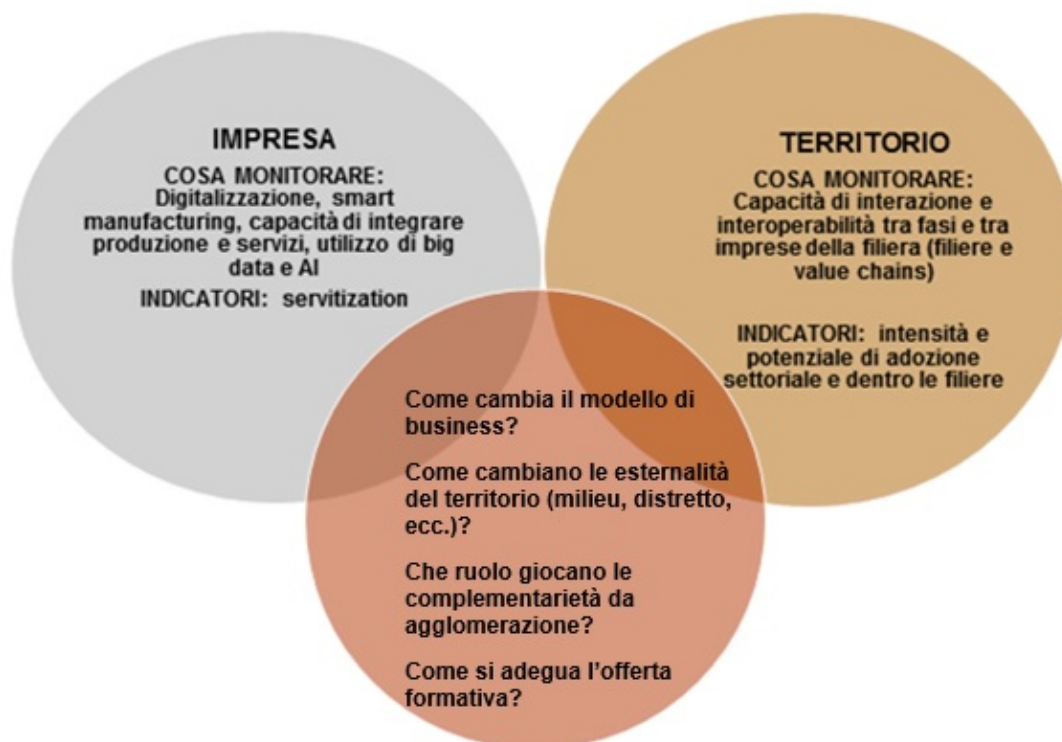 IMPRESA
COSA MONITORARE:
Digitalizzazione, smart
manufacturing, capacità di integrare
produzione e servizi, utilizzo di big
data e AI
INDICATORI: servitization
TERRITORIO
COSA MONITORARE:
Capacità di interazione e
interoperabilità tra fasi e tra
imprese della filiera (filiere e
value chains)
INDICATORI: intensità e
potenziale di adozione
settoriale e dentro le filiere
Come cambia il modello di
business?
Come cambiano le esternalità
del territorio (milieu, distretto,
ecc.)?
Che ruolo giocano le
complementarietà da
agglomerazione?
Come si adegua l’offerta
formativa?